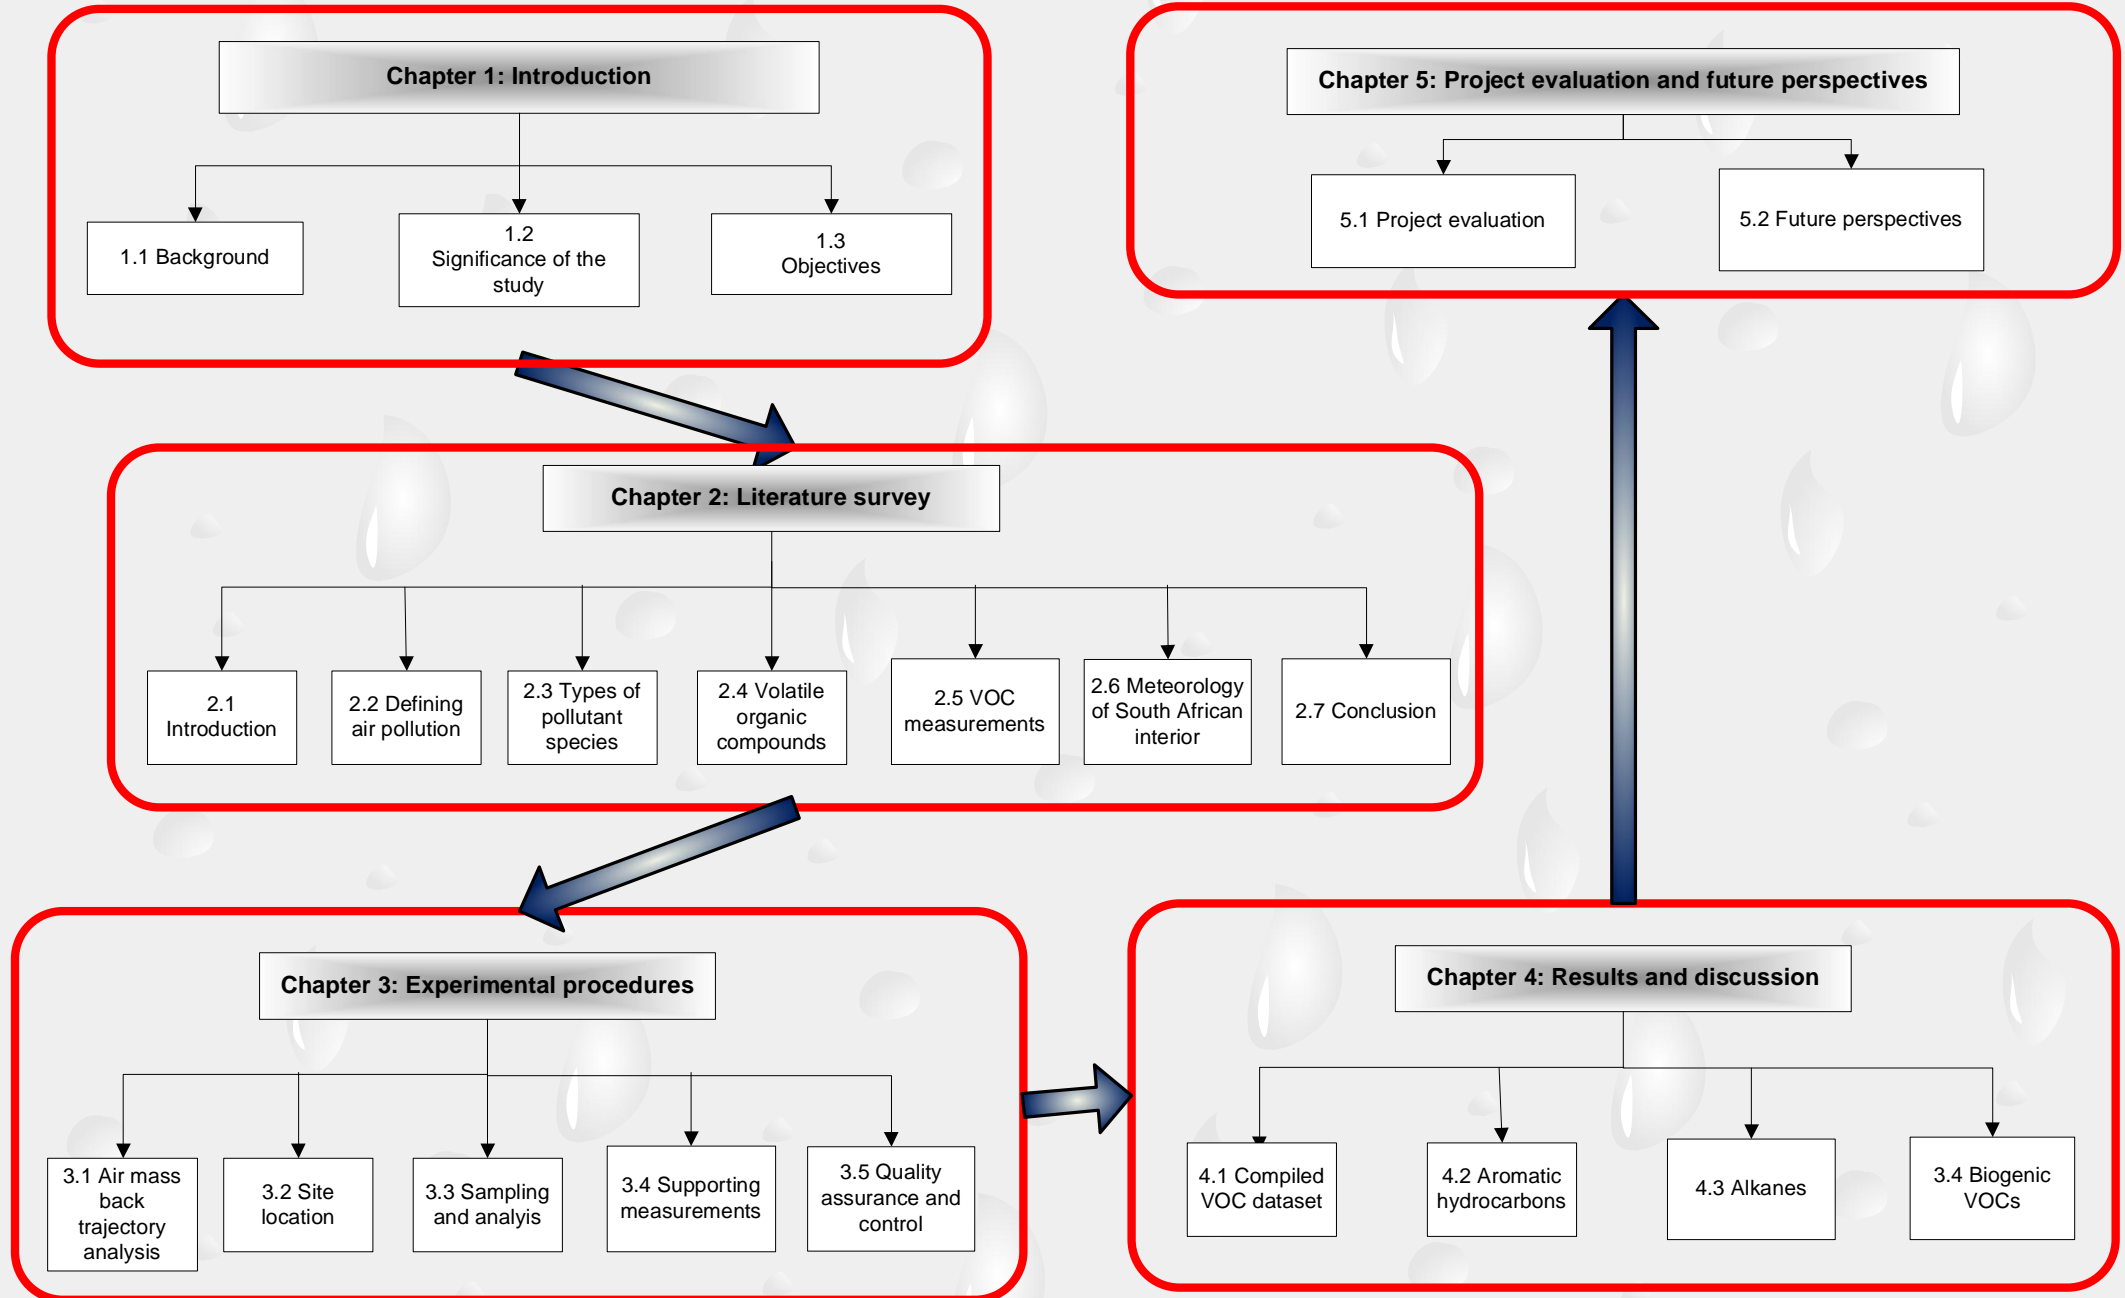 Chapter 1: Introduction
1.1 Background
1.2
Significance of the
study
1.3
Objectives
Chapter 2: Literature survey
2.1
Introduction
2.2 Defining
air pollution
2.3 Types of
pollutant
species
2.4 Volatile
organic
compounds
2.5 VOC
measurements
2.6 Meteorology
of South African
interior
2.7 Conclusion
Chapter 3: Experimental procedures
3.1 Air mass
back
trajectory
analysis
3.2 Site
location
3.3 Sampling
and analyis
3.4 Supporting
measurements
3.5 Quality
assurance and
control
Chapter 4: Results and discussion
4.1 Compiled
VOC dataset
4.2 Aromatic
hydrocarbons
4.3 Alkanes
3.4 Biogenic
VOCs
Chapter 5: Project evaluation and future perspectives
5.1 Project evaluation
5.2 Future perspectives